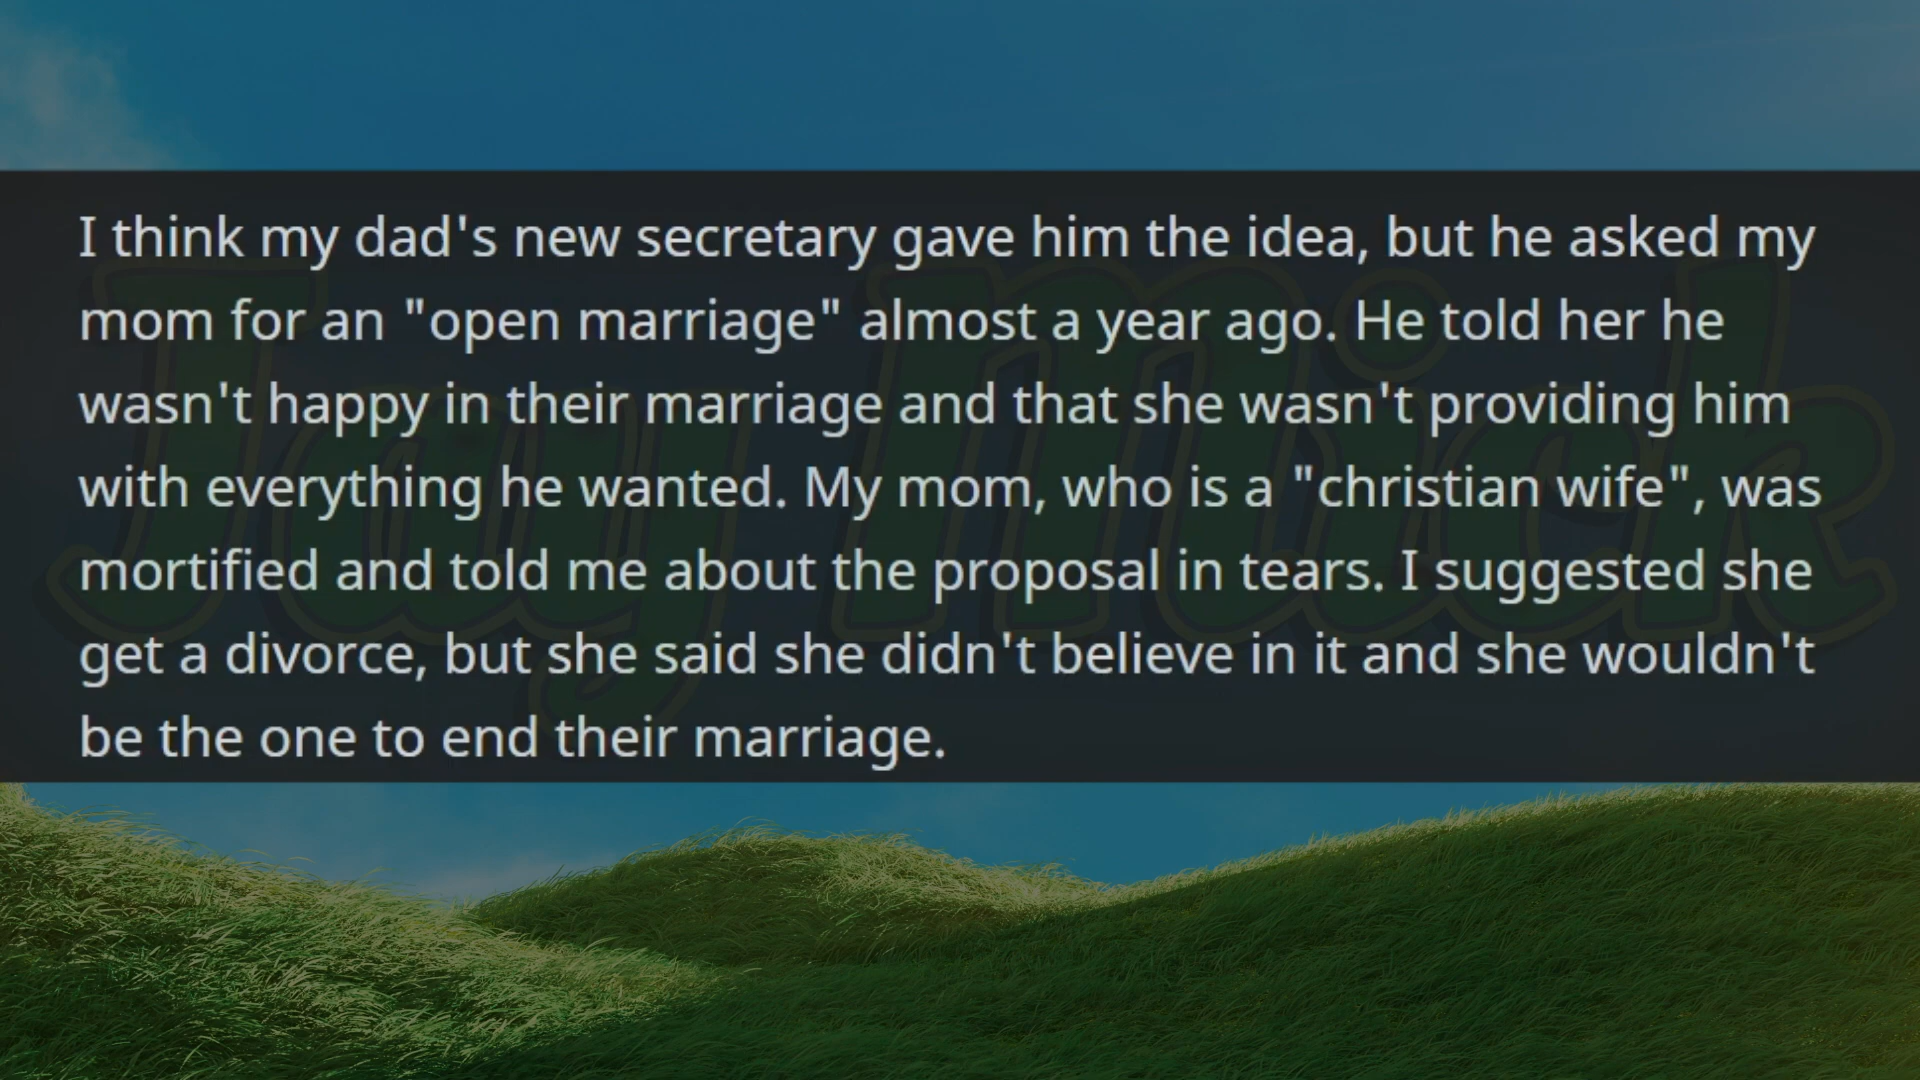 I think my dad's new secretary gave him the idea, but he asked my
mom for an "open marriage" almost a year ago. He told her he
wasn't happy in their marriage and that she wasn't providing him
with everything he wanted. My mom, who is a "christian wife", was
mortified and told me about the proposal in tears. I suggested she
get a divorce, but she said she didn't believe in it and she wouldn't
be the one to end their marriage.
Jay Mick